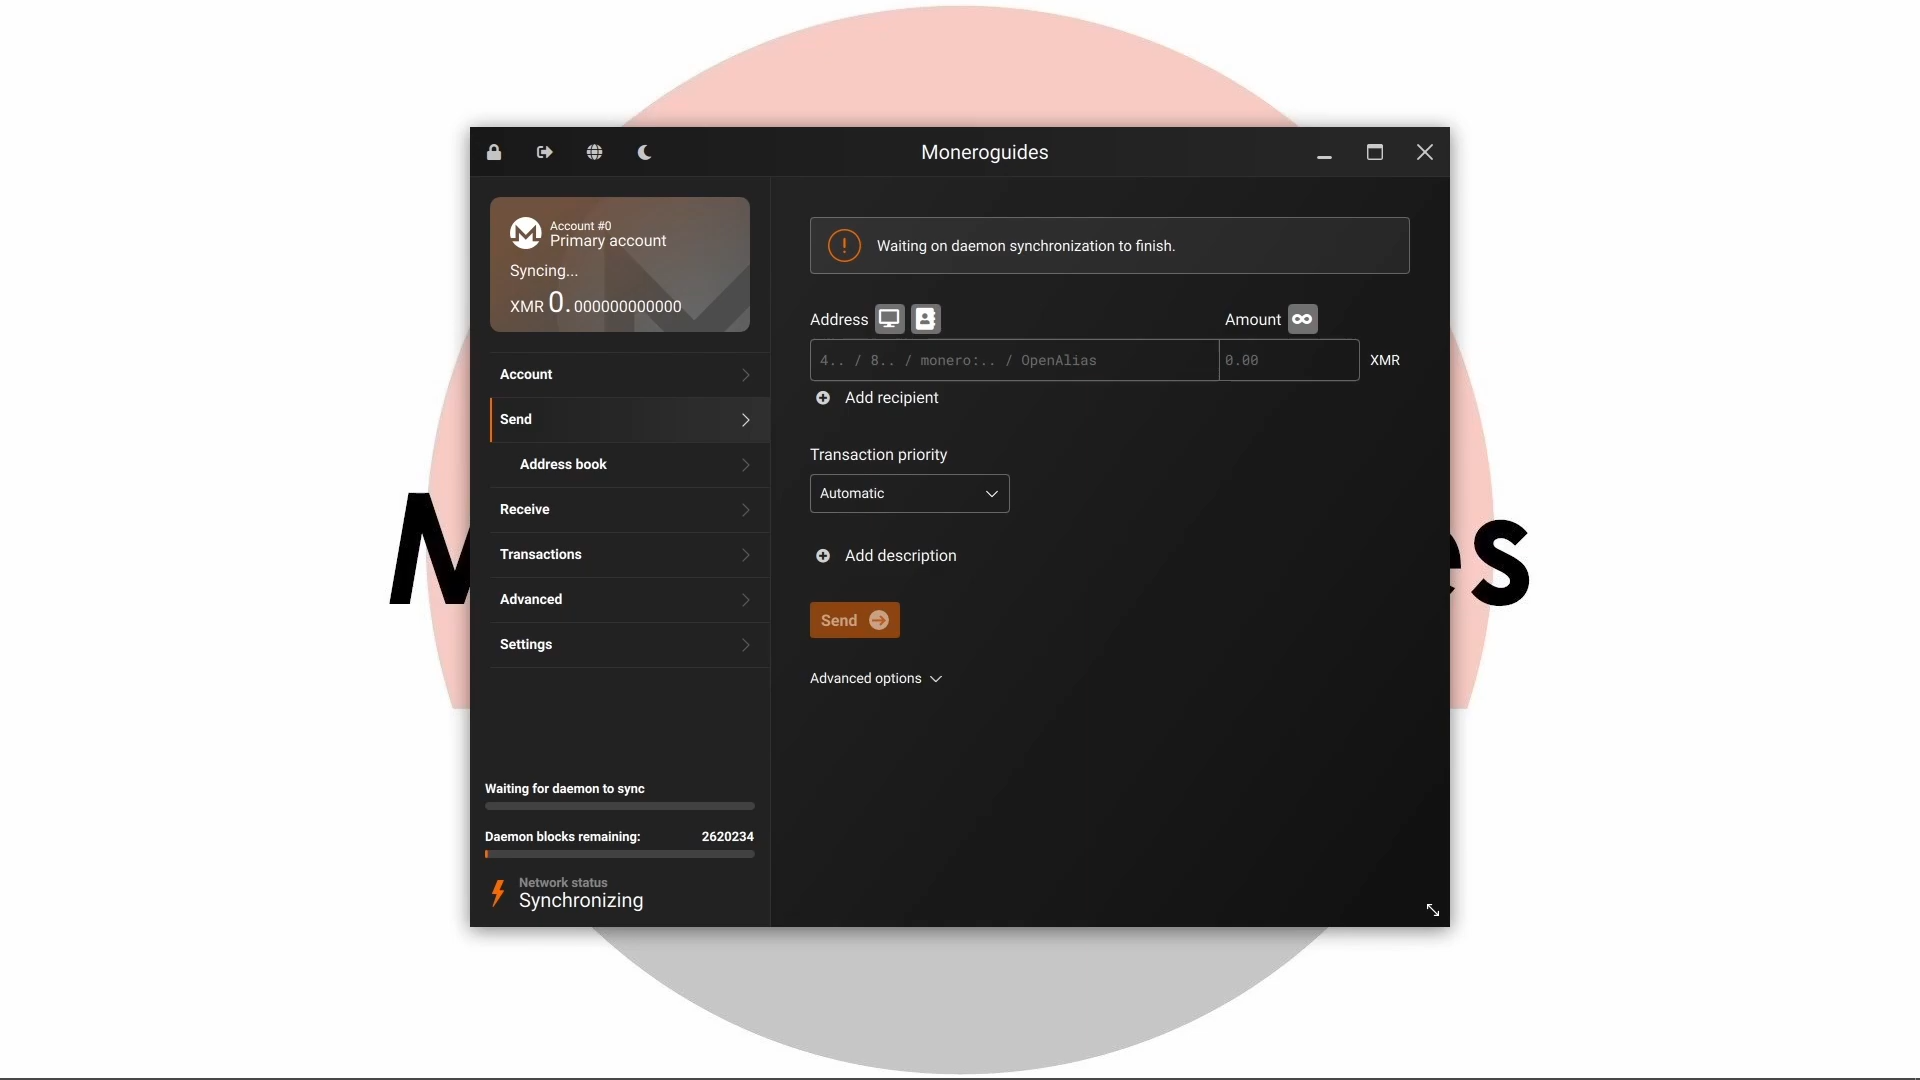 Moneroguides
Account #0
Primary account
Syncing...
XMR 0.000000000000
Account
Send
Address book
Receive
Transactions
Advanced
Settings
Waiting for daemon to sync
Daemon blocks remaining: 2620234
Network status
Synchronizing
Waiting on daemon synchronization to finish.
Address Amount
4.. / 8.. / monero:.. / OpenAlias 0.00 XMR
Add recipient
Transaction priority
Automatic
Add description
Send
Advanced options